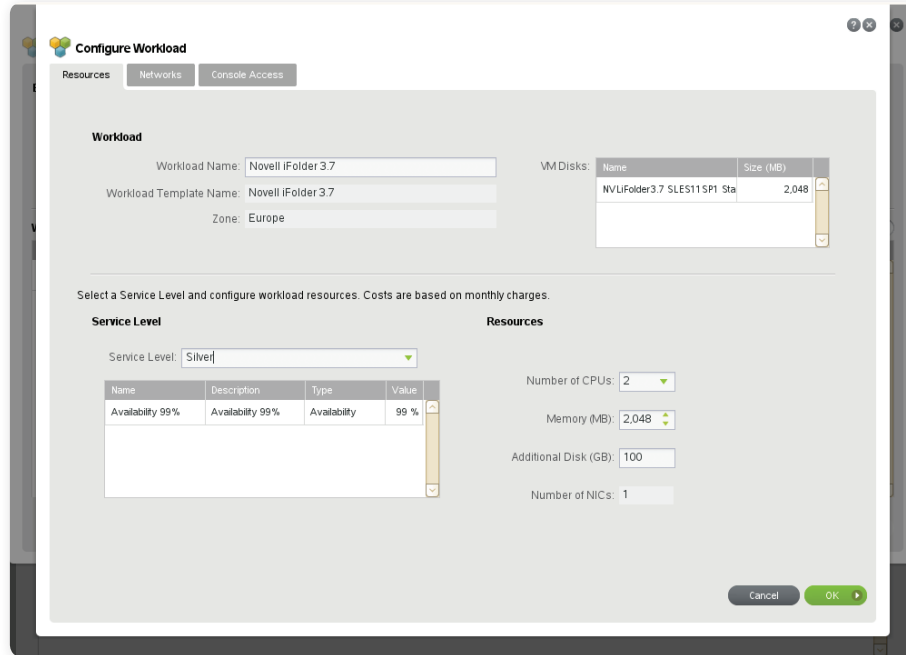 Configure Workload
Resources Networks Console Access
Workload
Workload Name: Novell iFolder 3.7
Workload Template Name: Novell iFolder 3.7
Zone: Europe
VM Disks: Name Size (MB)
NVLiFolder3.7 SLES11SP1 Sta 2,048
Select a Service Level and configure workload resources. Costs are based on monthly charges.
Service Level
Service Level: Silver
Name Description Type Value
Availability 99% Availability 99% Availability 99 %
Resources
Number of CPUs: 2
Memory (MB): 2,048
Additional Disk (GB): 100
Number of NICs: 1
Cancel OK